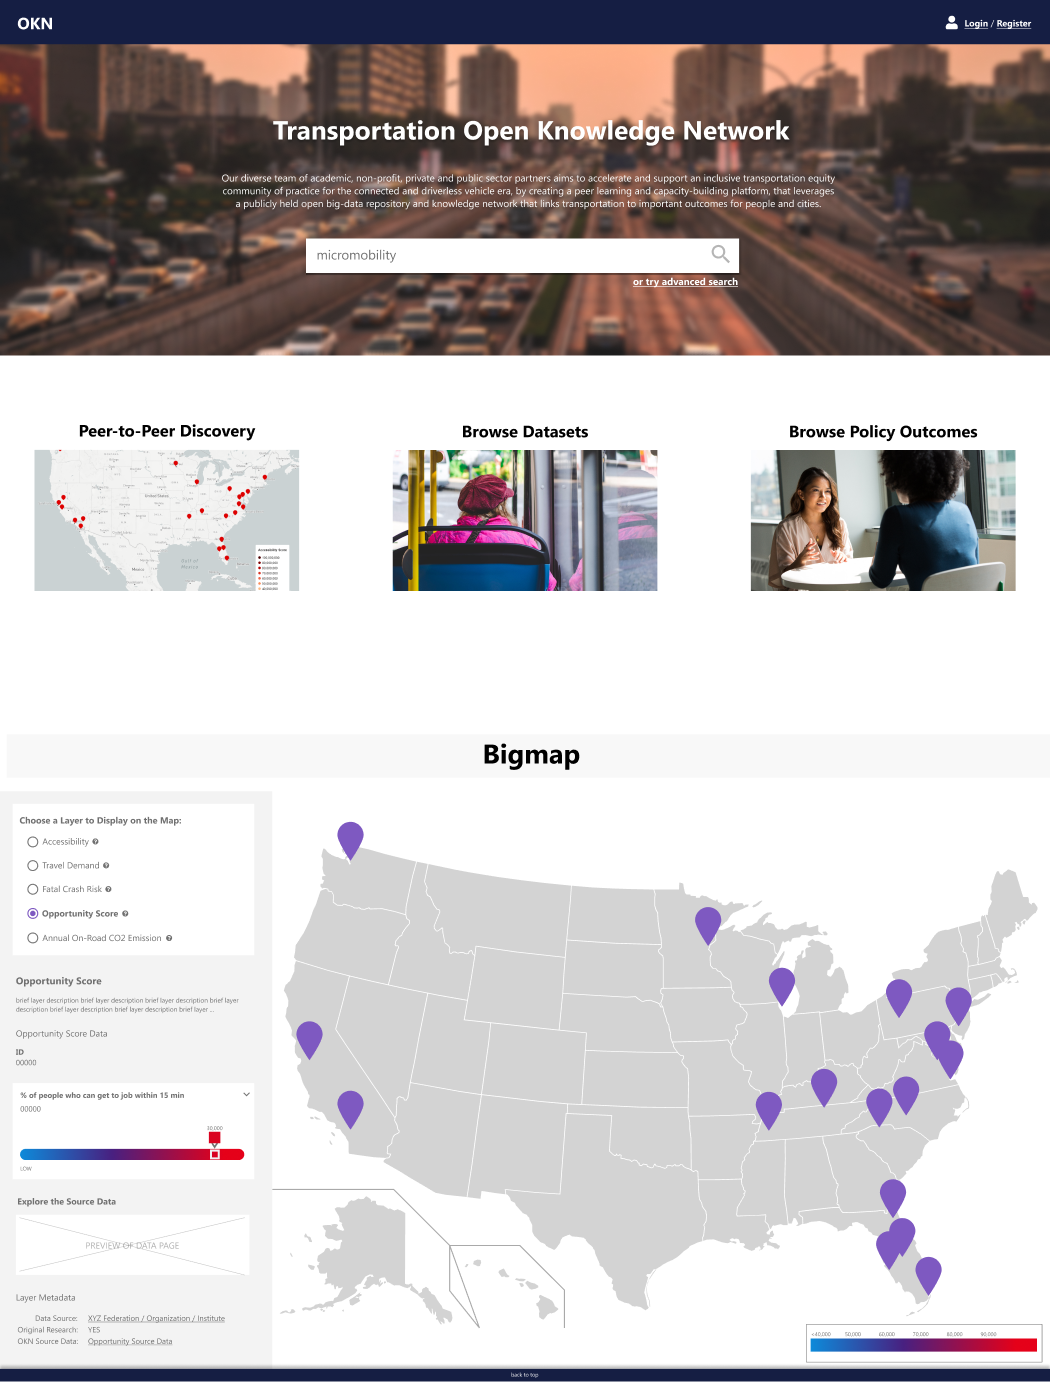 OKN
Login / Register
Transportation Open Knowledge Network
Our diverse team of academic, non-profit, private and public sector partners aims to accelerate and support an inclusive transportation equity
community of practice for the connected and driverless vehicle era, by creating a peer learning and capacity-building platform, that leverages
a publicly held open big-data repository and knowledge network that links transportation to important outcomes for people and cities.
micromobility
or try advanced search
Peer-to-Peer Discovery
Browse Datasets
Browse Policy Outcomes
United States
Gulf of
Mexico
Mexico
Accessibility Score
Bigmap
Choose a Layer to Display on the Map:
Accessibility
Travel Demand
Fatal Crash Risk
Opportunity Score
Annual On-Road CO2 Emission
Opportunity Score
brief layer description brief layer description brief layer description brief layer
description brief layer description brief layer description brief layer ...
Opportunity Score Data
ID
00000
% of people who can get to job within 15 min
00000
LOW
Explore the Source Data
PREVIEW OF DATA PAGE
Layer Metadata
Data Source: XYZ Federation / Organization / Institute
Original Research: YES
OKN Source Data: Opportunity Source Data
<40,000 50,000 60,000 70,000 80,000 90,000
back to top